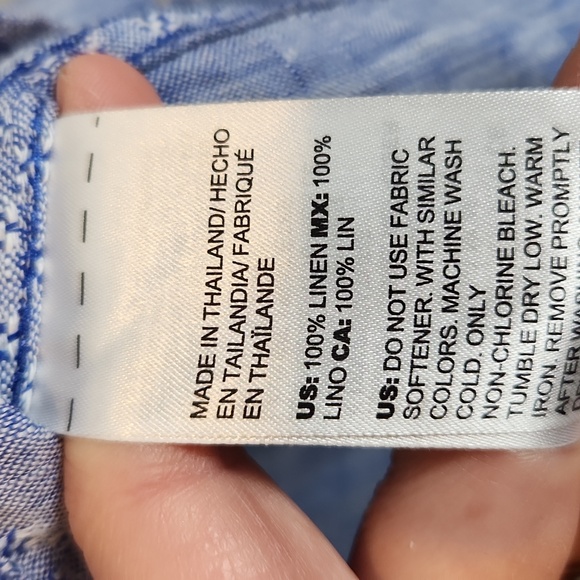 MADE IN THAILAND/ HECHO
EN TAILANDIA/ FABRIQUÉ
EN THAÏLANDE
US: 100% LINEN MX: 100%
LINO CA: 100% LIN
US: DO NOT USE FABRIC
SOFTENER. WITH SIMILAR
COLORS. MACHINE WASH
COLD. ONLY
NON-CHLORINE BLEACH.
TUMBLE DRY LOW. WARM
IRON. REMOVE PROMPTLY
AFTER